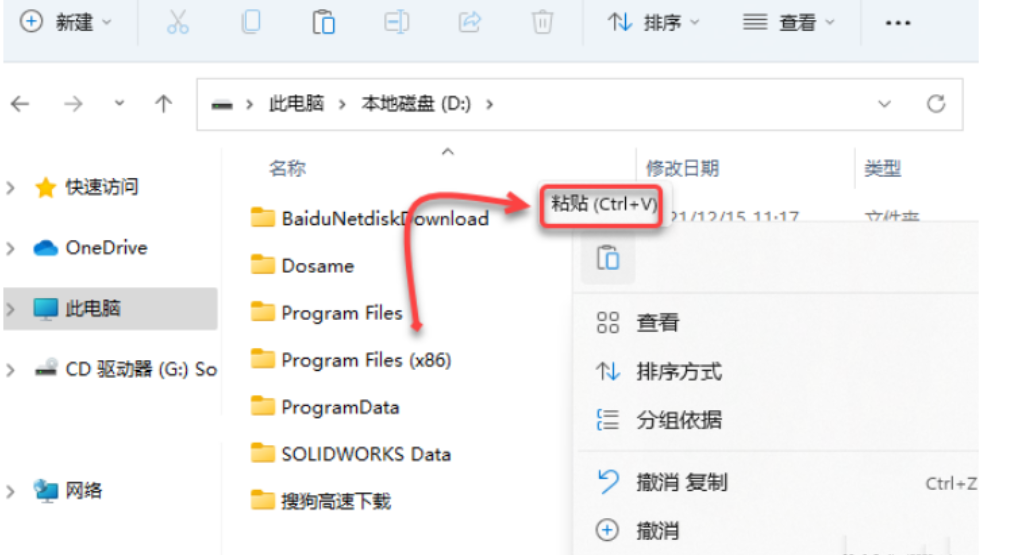 新建 排序 查看 •••
此电脑 > 本地磁盘 (D:) >
名称 修改日期 类型
快速访问
OneDrive
此电脑
CD 驱动器 (G:) So
网络
BaiduNetdiskDownload 21/12/15 11:17 文件夹
Dosame
Program Files
Program Files (x86)
ProgramData
SOLIDWORKS Data
搜狗高速下载
粘贴 (Ctrl+V)
查看
排序方式
分组依据
撤消 复制 Ctrl+Z
撤消